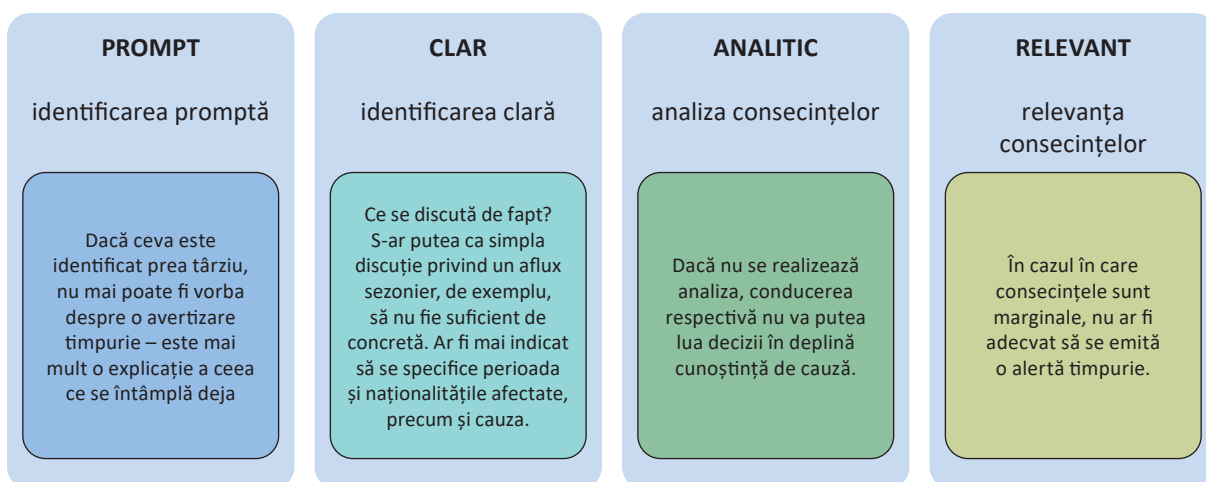 PROMPT
identificarea promptă
Dacă ceva este
identificat prea târziu,
nu mai poate fi vorba
despre o avertizare
timpurie – este mai
mult o explicație a ceea
ce se întâmplă deja
CLAR
identificarea clară
Ce se discută de fapt?
S-ar putea ca simpla
discuție privind un aflux
sezonier, de exemplu,
să nu fie suficient de
concretă. Ar fi mai indicat
să se specifice perioada
și naționalitățile afectate,
precum și cauza.
ANALITIC
analiza consecințelor
Dacă nu se realizează
analiza, conducerea
respectivă nu va putea
lua decizii în deplină
cunoștință de cauză.
RELEVANT
relevanța
consecințelor
În cazul în care
consecințele sunt
marginale, nu ar fi
adecvat să se emită
o alertă timpurie.